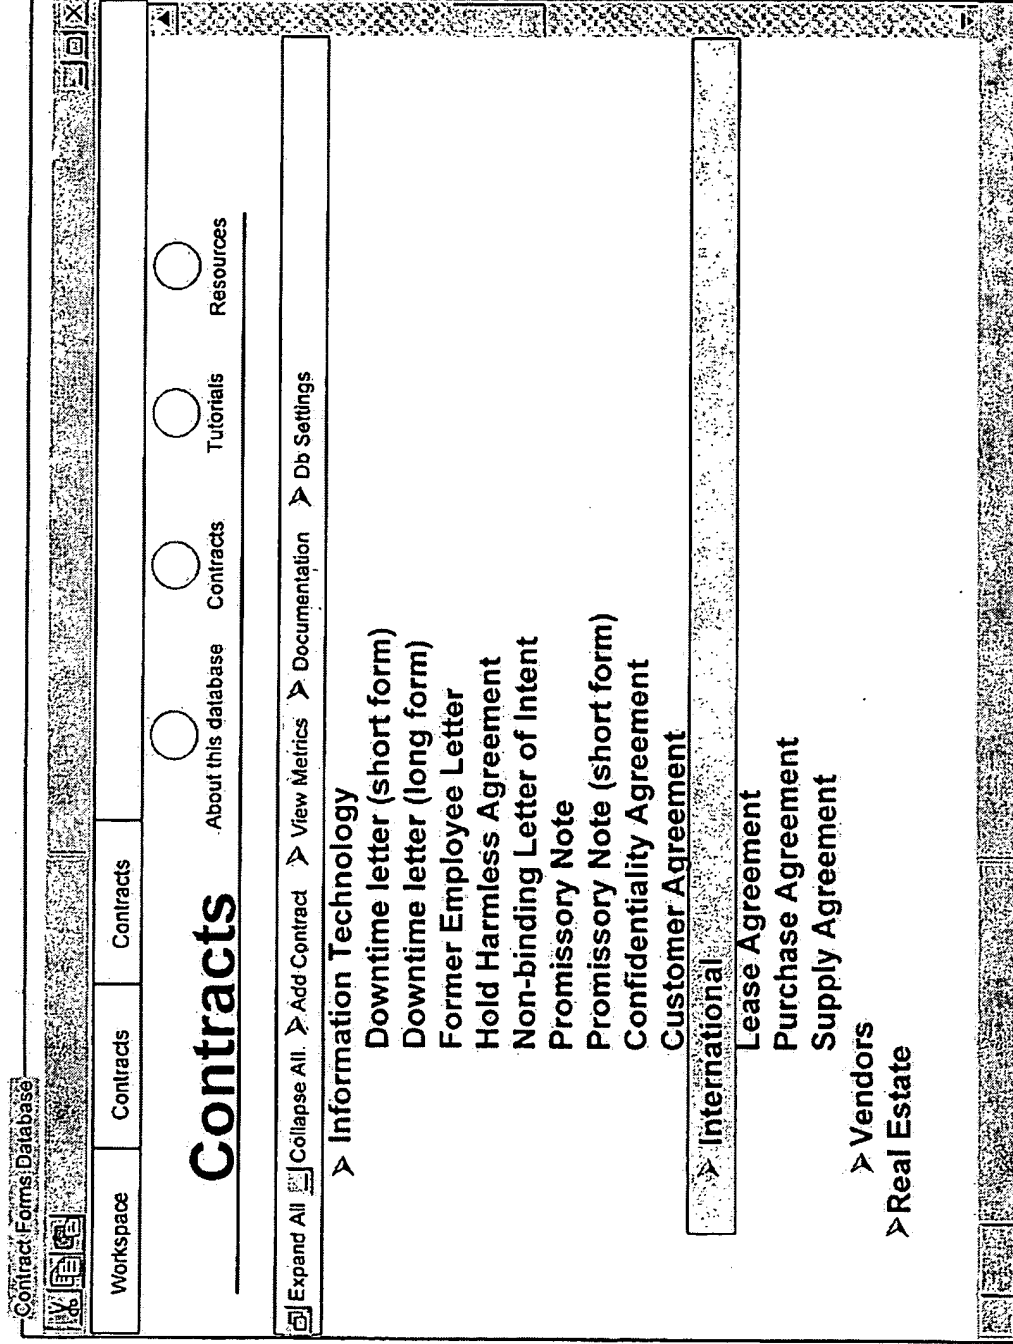 Contract Forms Database
Workspace Contracts Contracts
Contracts
About this database Contracts Tutorials Resources
Expand All Collapse All. Add Contract View Metrics Documentation Db Settings
Information Technology
Downtime letter (short form)
Downtime letter (long form)
Former Employee Letter
Hold Harmless Agreement
Non-binding Letter of Intent
Promissory Note
Promissory Note (short form)
Confidentiality Agreement
Customer Agreement
International
Lease Agreement
Purchase Agreement
Supply Agreement
Vendors
Real Estate